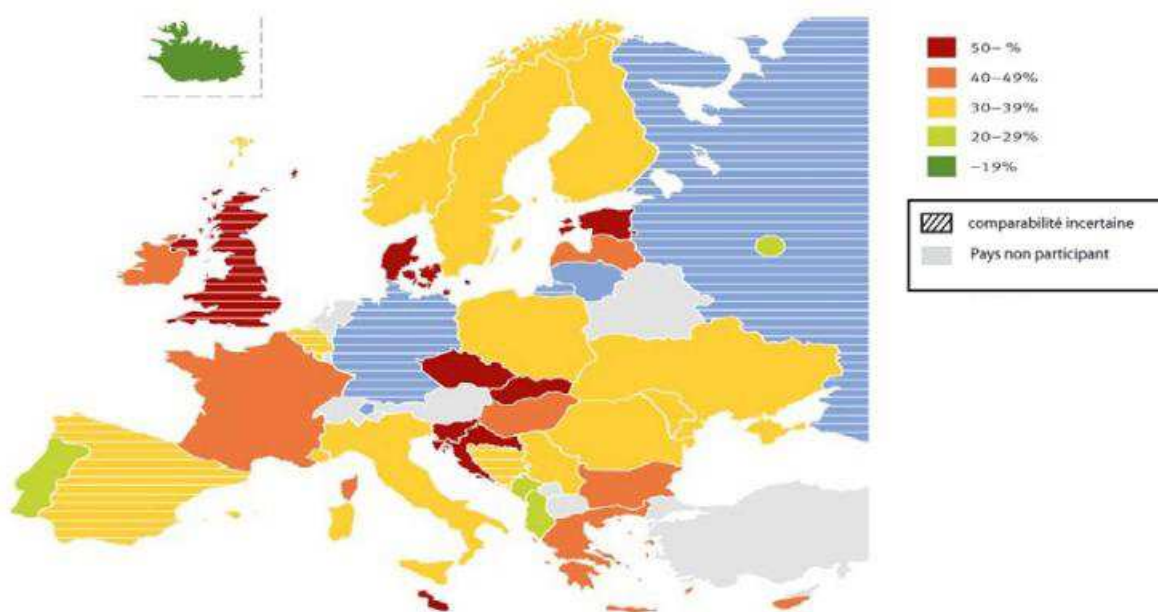 50– %
40–49%
30–39%
20–29%
–19%
comparabilité incertaine
Pays non participant